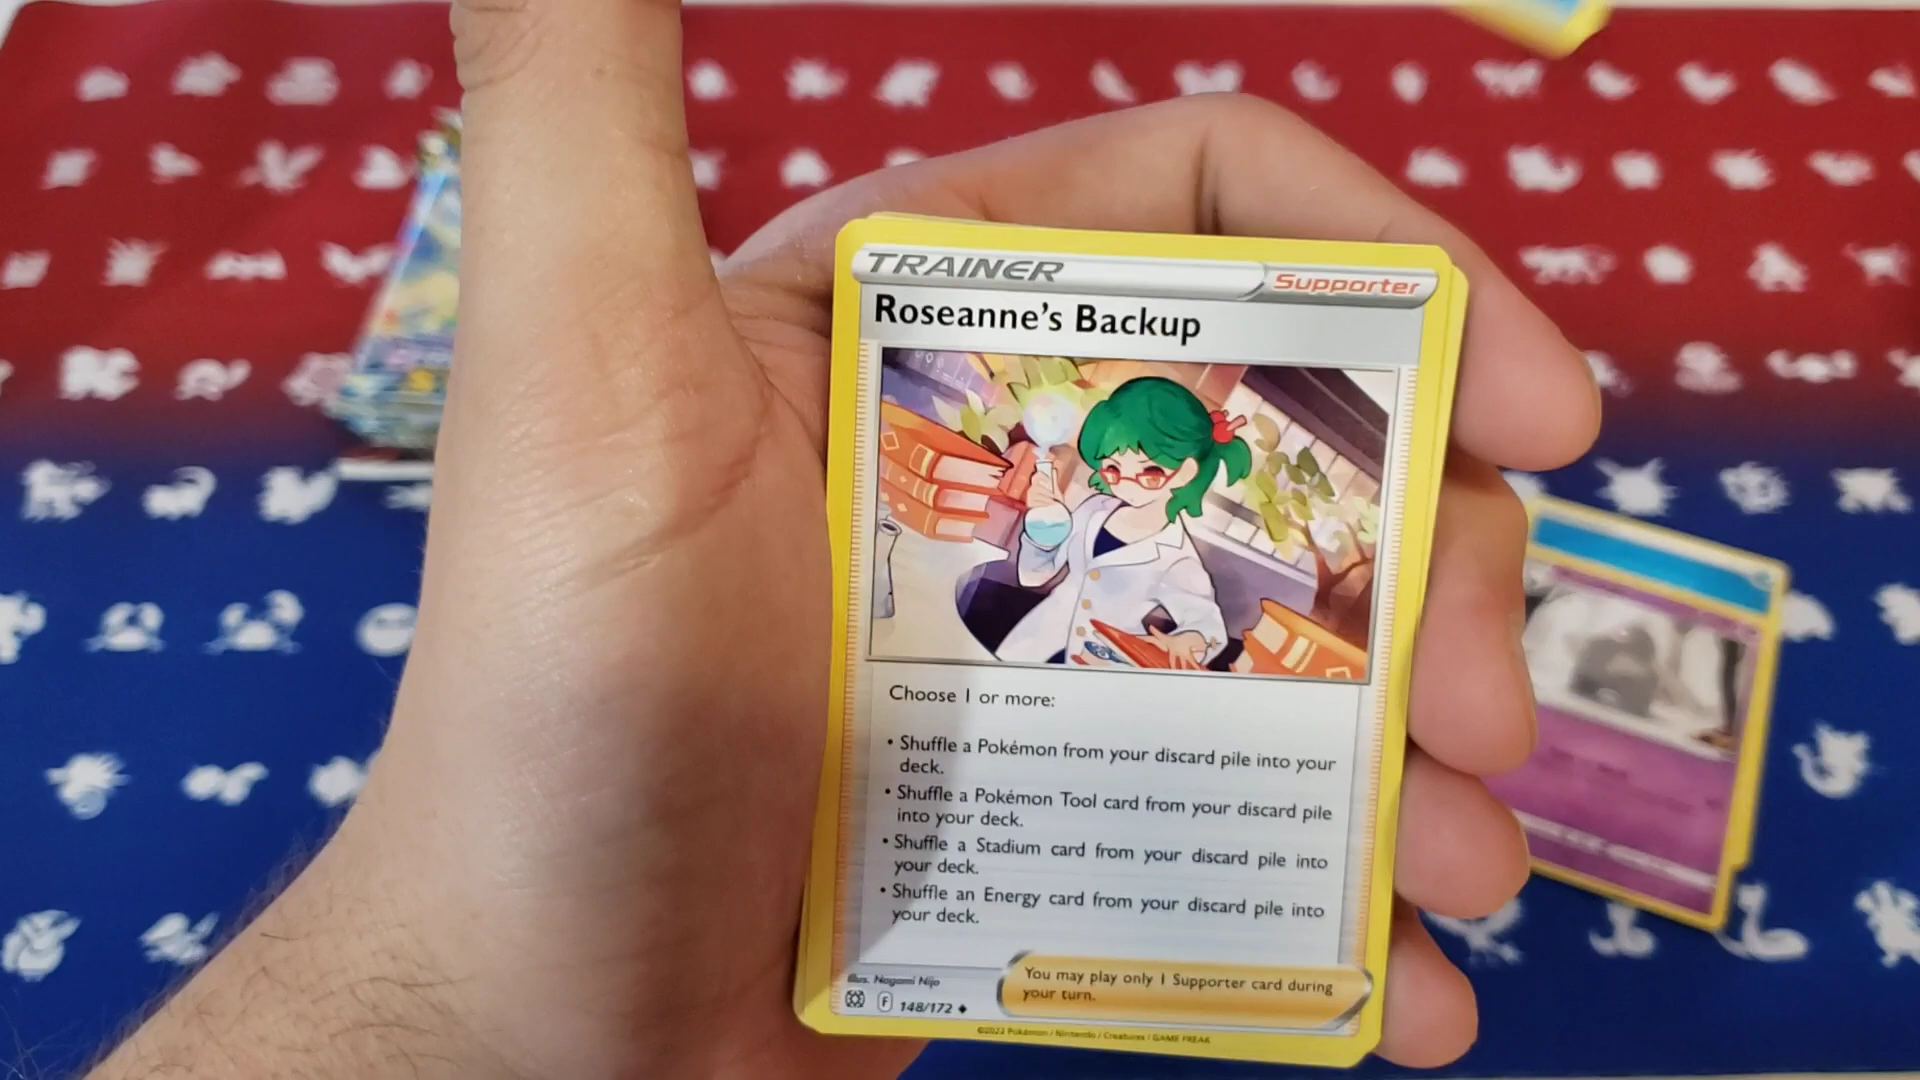 TRAINER
Supporter
Roseanne's Backup
Choose 1 or more:
• Shuffle a Pokémon from your discard pile into your
deck.
• Shuffle a Pokémon Tool card from your discard pile
into your deck.
• Shuffle a Stadium card from your discard pile into
your deck.
• Shuffle an Energy card from your discard pile into
your deck.
Illus. Nagomi Nijo
F 148/172
You may play only 1 Supporter card during
your turn.
©2022 Pokémon / Nintendo / Creatures / GAME FREAK